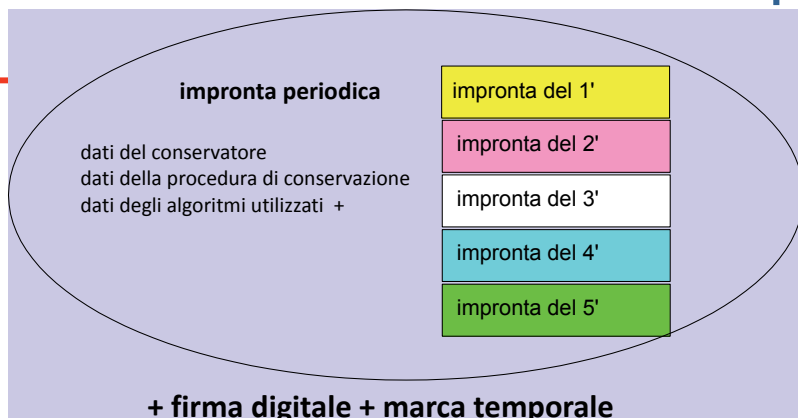 impronta periodica
impronta del 1'
dati del conservatore
impronta del 2'
dati della procedura di conservazione
dati degli algoritmi utilizzati +
impronta del 3'
impronta del 4'
impronta del 5'
+ firma digitale + marca temporale